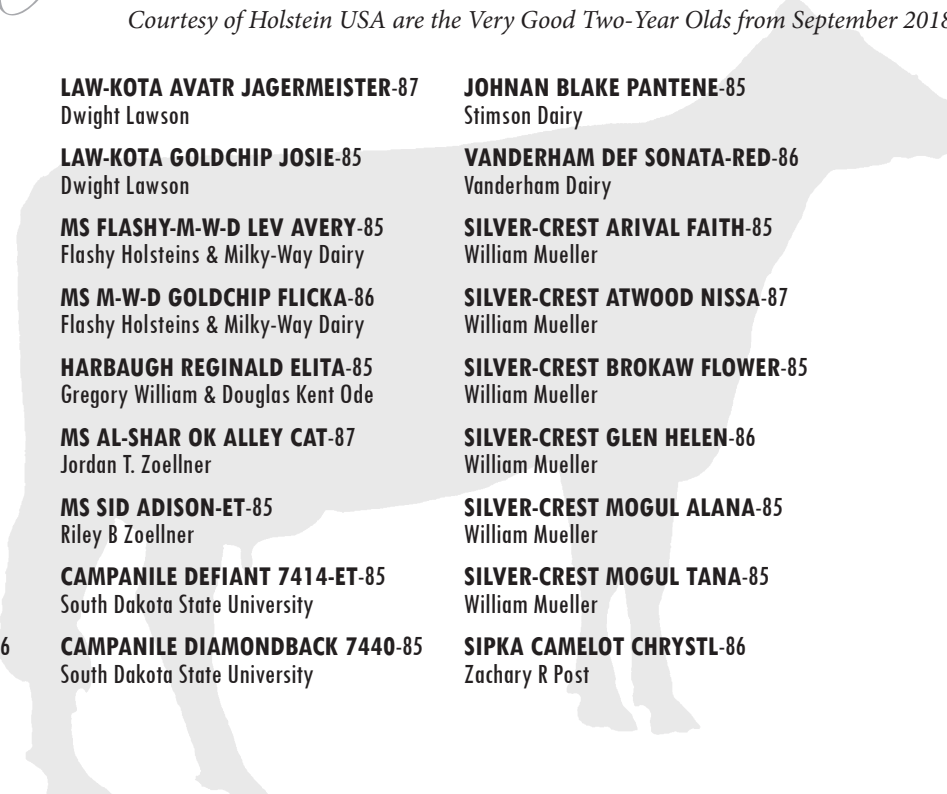 Courtesy of Holstein USA are the Very Good Two-Year Olds from September 2018
LAW-KOTA AVATR JAGERMEISTER-87
Dwight Lawson
LAW-KOTA GOLDCHIP JOSIE-85
Dwight Lawson
MS FLASHY-M-W-D LEV AVERY-85
Flashy Holsteins & Milky-Way Dairy
MS M-W-D GOLDCHIP FLICKA-86
Flashy Holsteins & Milky-Way Dairy
HARBAUGH REGINALD ELITA-85
Gregory William & Douglas Kent Ode
MS AL-SHAR OK ALLEY CAT-87
Jordan T. Zoellner
MS SID ADISON-ET-85
Riley B Zoellner
CAMPANILE DEFIANT 7414-ET-85
South Dakota State University
6
CAMPANILE DIAMONDBACK 7440-85
South Dakota State University
JOHNAN BLAKE PANTENE-85
Stimson Dairy
VANDERHAM DEF SONATA-RED-86
Vanderham Dairy
SILVER-CREST ARIVAL FAITH-85
William Mueller
SILVER-CREST ATWOOD NISSA-87
William Mueller
SILVER-CREST BROKAW FLOWER-85
William Mueller
SILVER-CREST GLEN HELEN-86
William Mueller
SILVER-CREST MOGUL ALANA-85
William Mueller
SILVER-CREST MOGUL TANA-85
William Mueller
SIPKA CAMELOT CHRYSTL-86
Zachary R Post